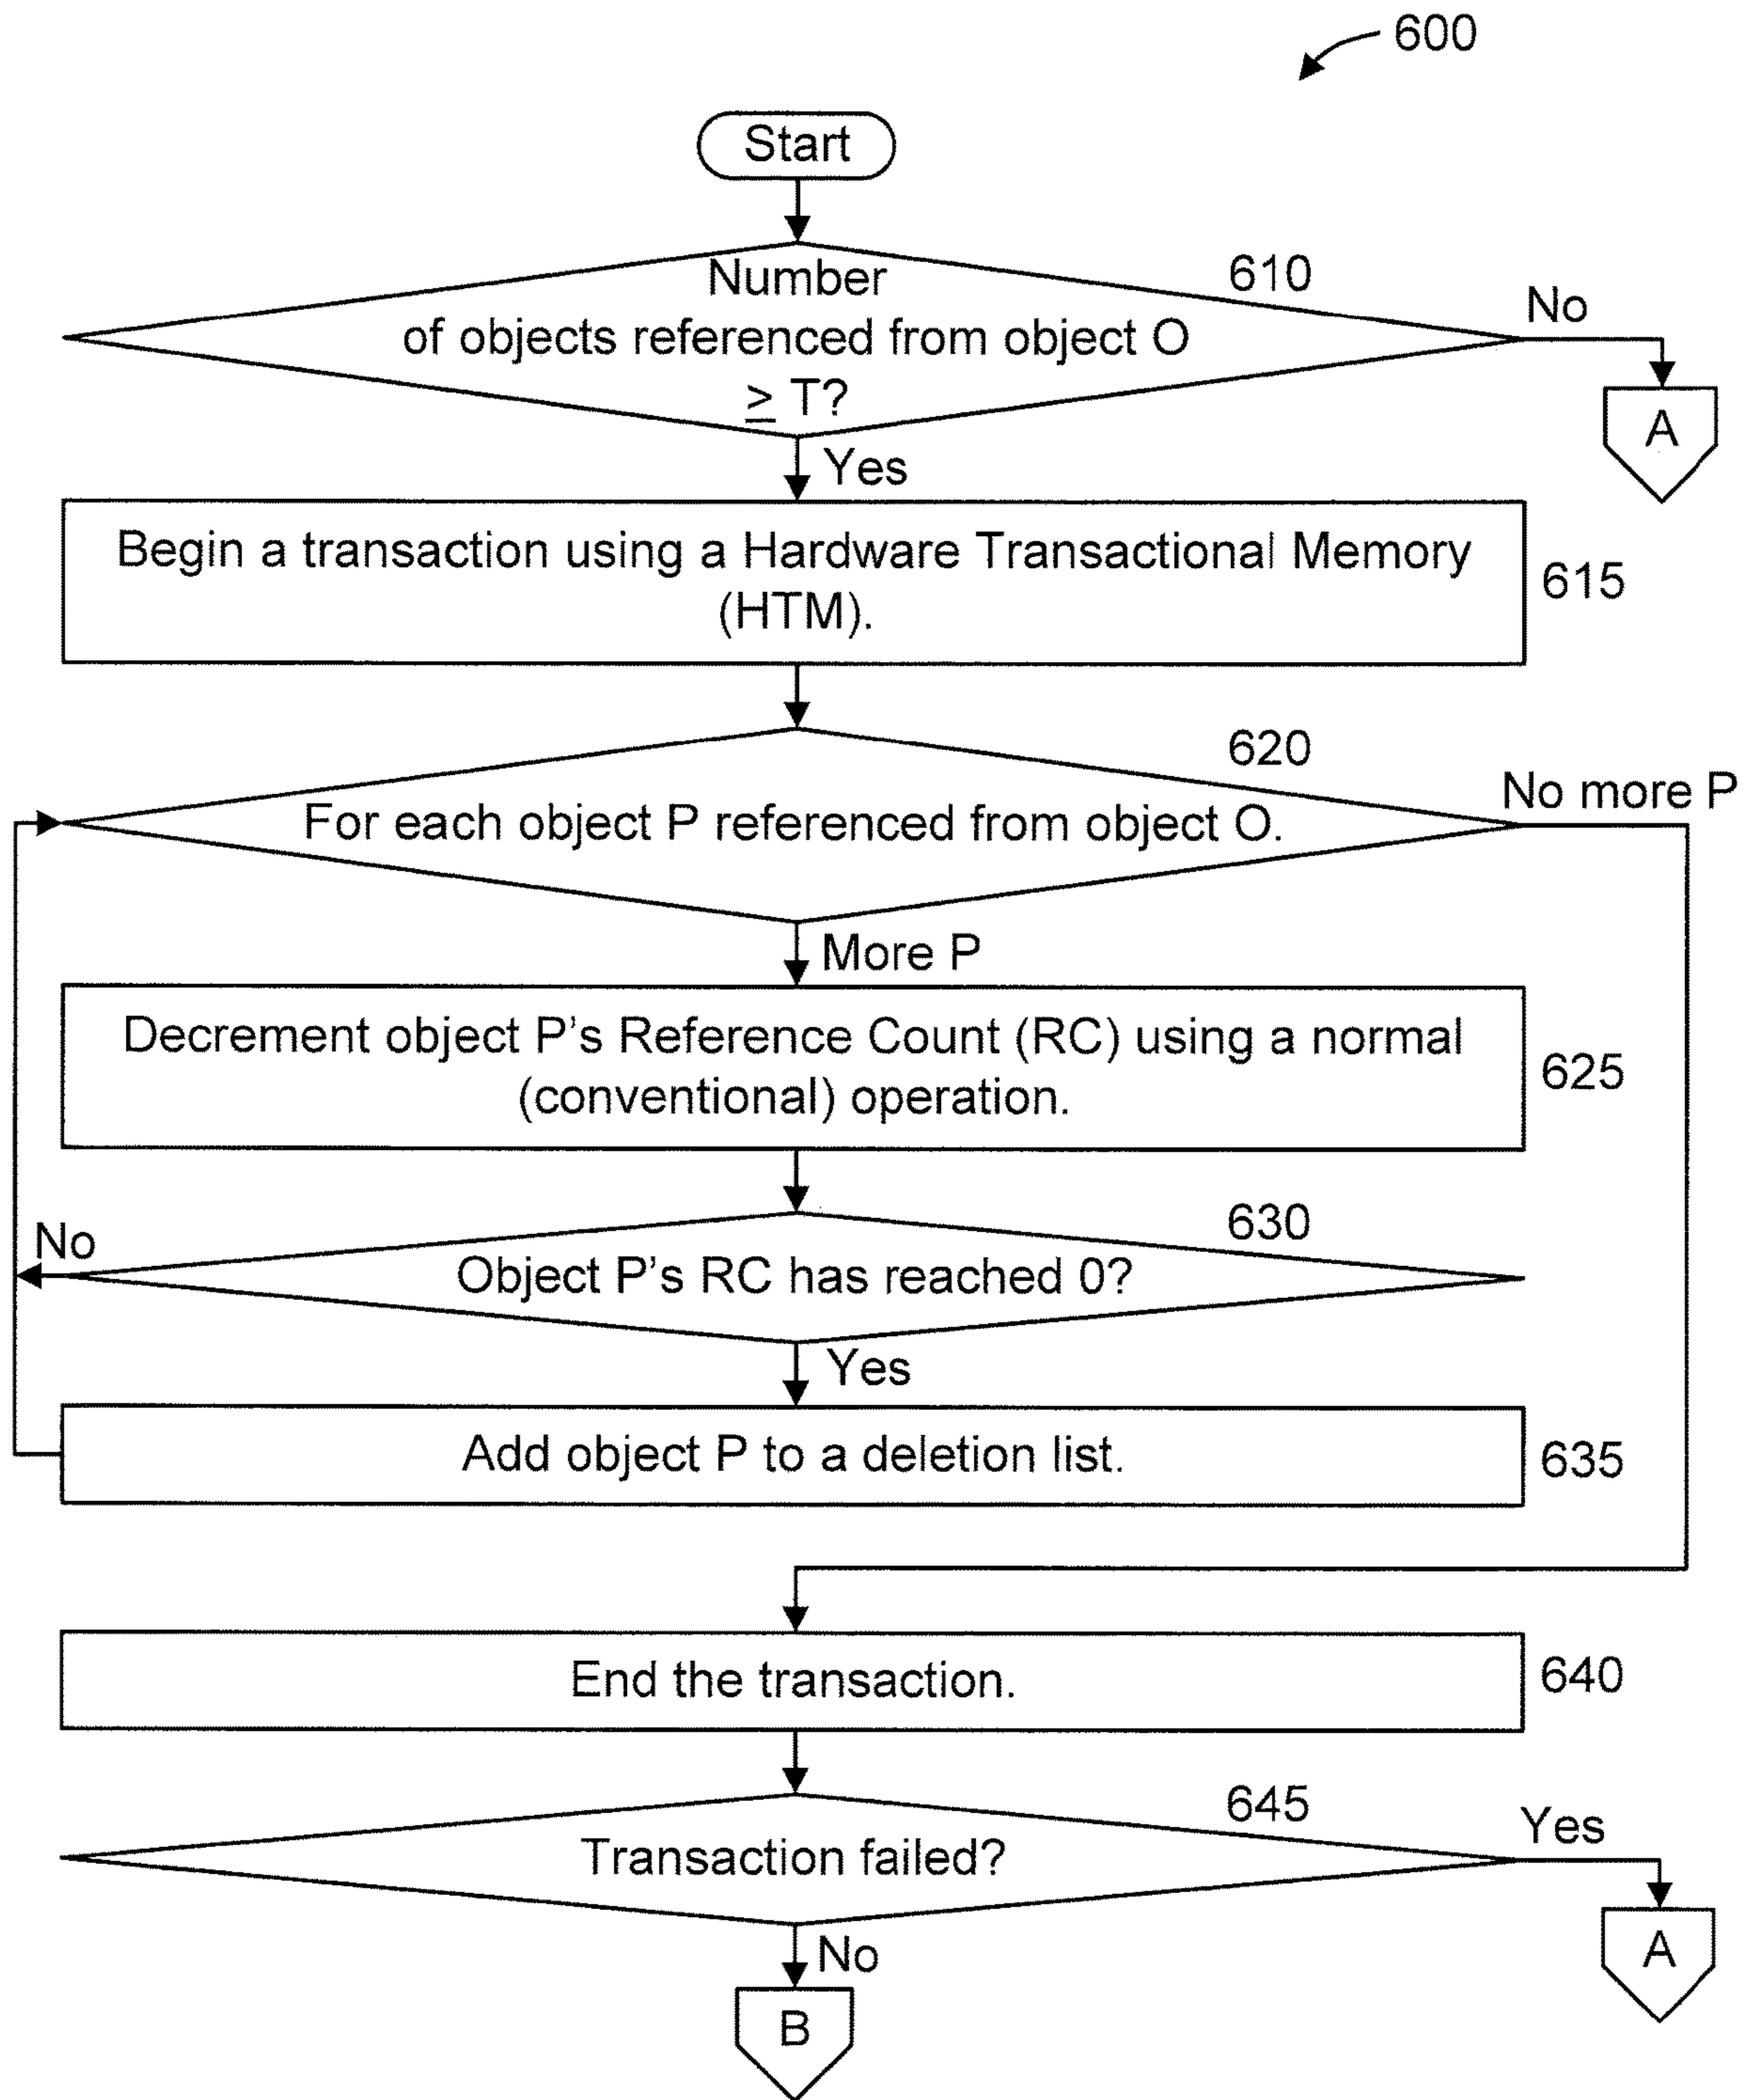 600
Start
Number
of objects referenced from object O
≥ T?
610
No
A
Yes
Begin a transaction using a Hardware Transactional Memory
(HTM).
615
620
For each object P referenced from object O.
No more P
More P
Decrement object P's Reference Count (RC) using a normal
(conventional) operation.
625
630
No
Object P's RC has reached 0?
Yes
Add object P to a deletion list.
635
End the transaction.
640
645
Transaction failed?
Yes
A
No
B